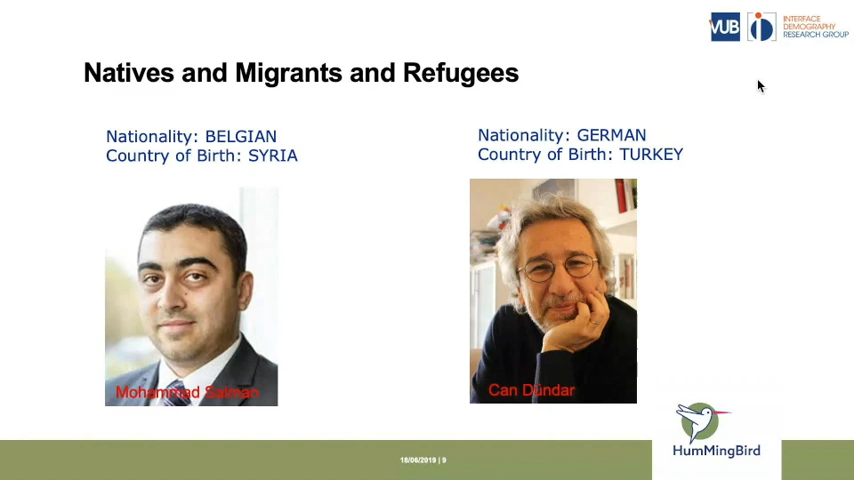 VUB
INTERFACE
DEMOGRAPHY
RESEARCH GROUP
Natives and Migrants and Refugees
Nationality: BELGIAN
Country of Birth: SYRIA
Nationality: GERMAN
Country of Birth: TURKEY
Mohammad Salman
Can Dündar
HumMingBird
18/06/2019 | 9